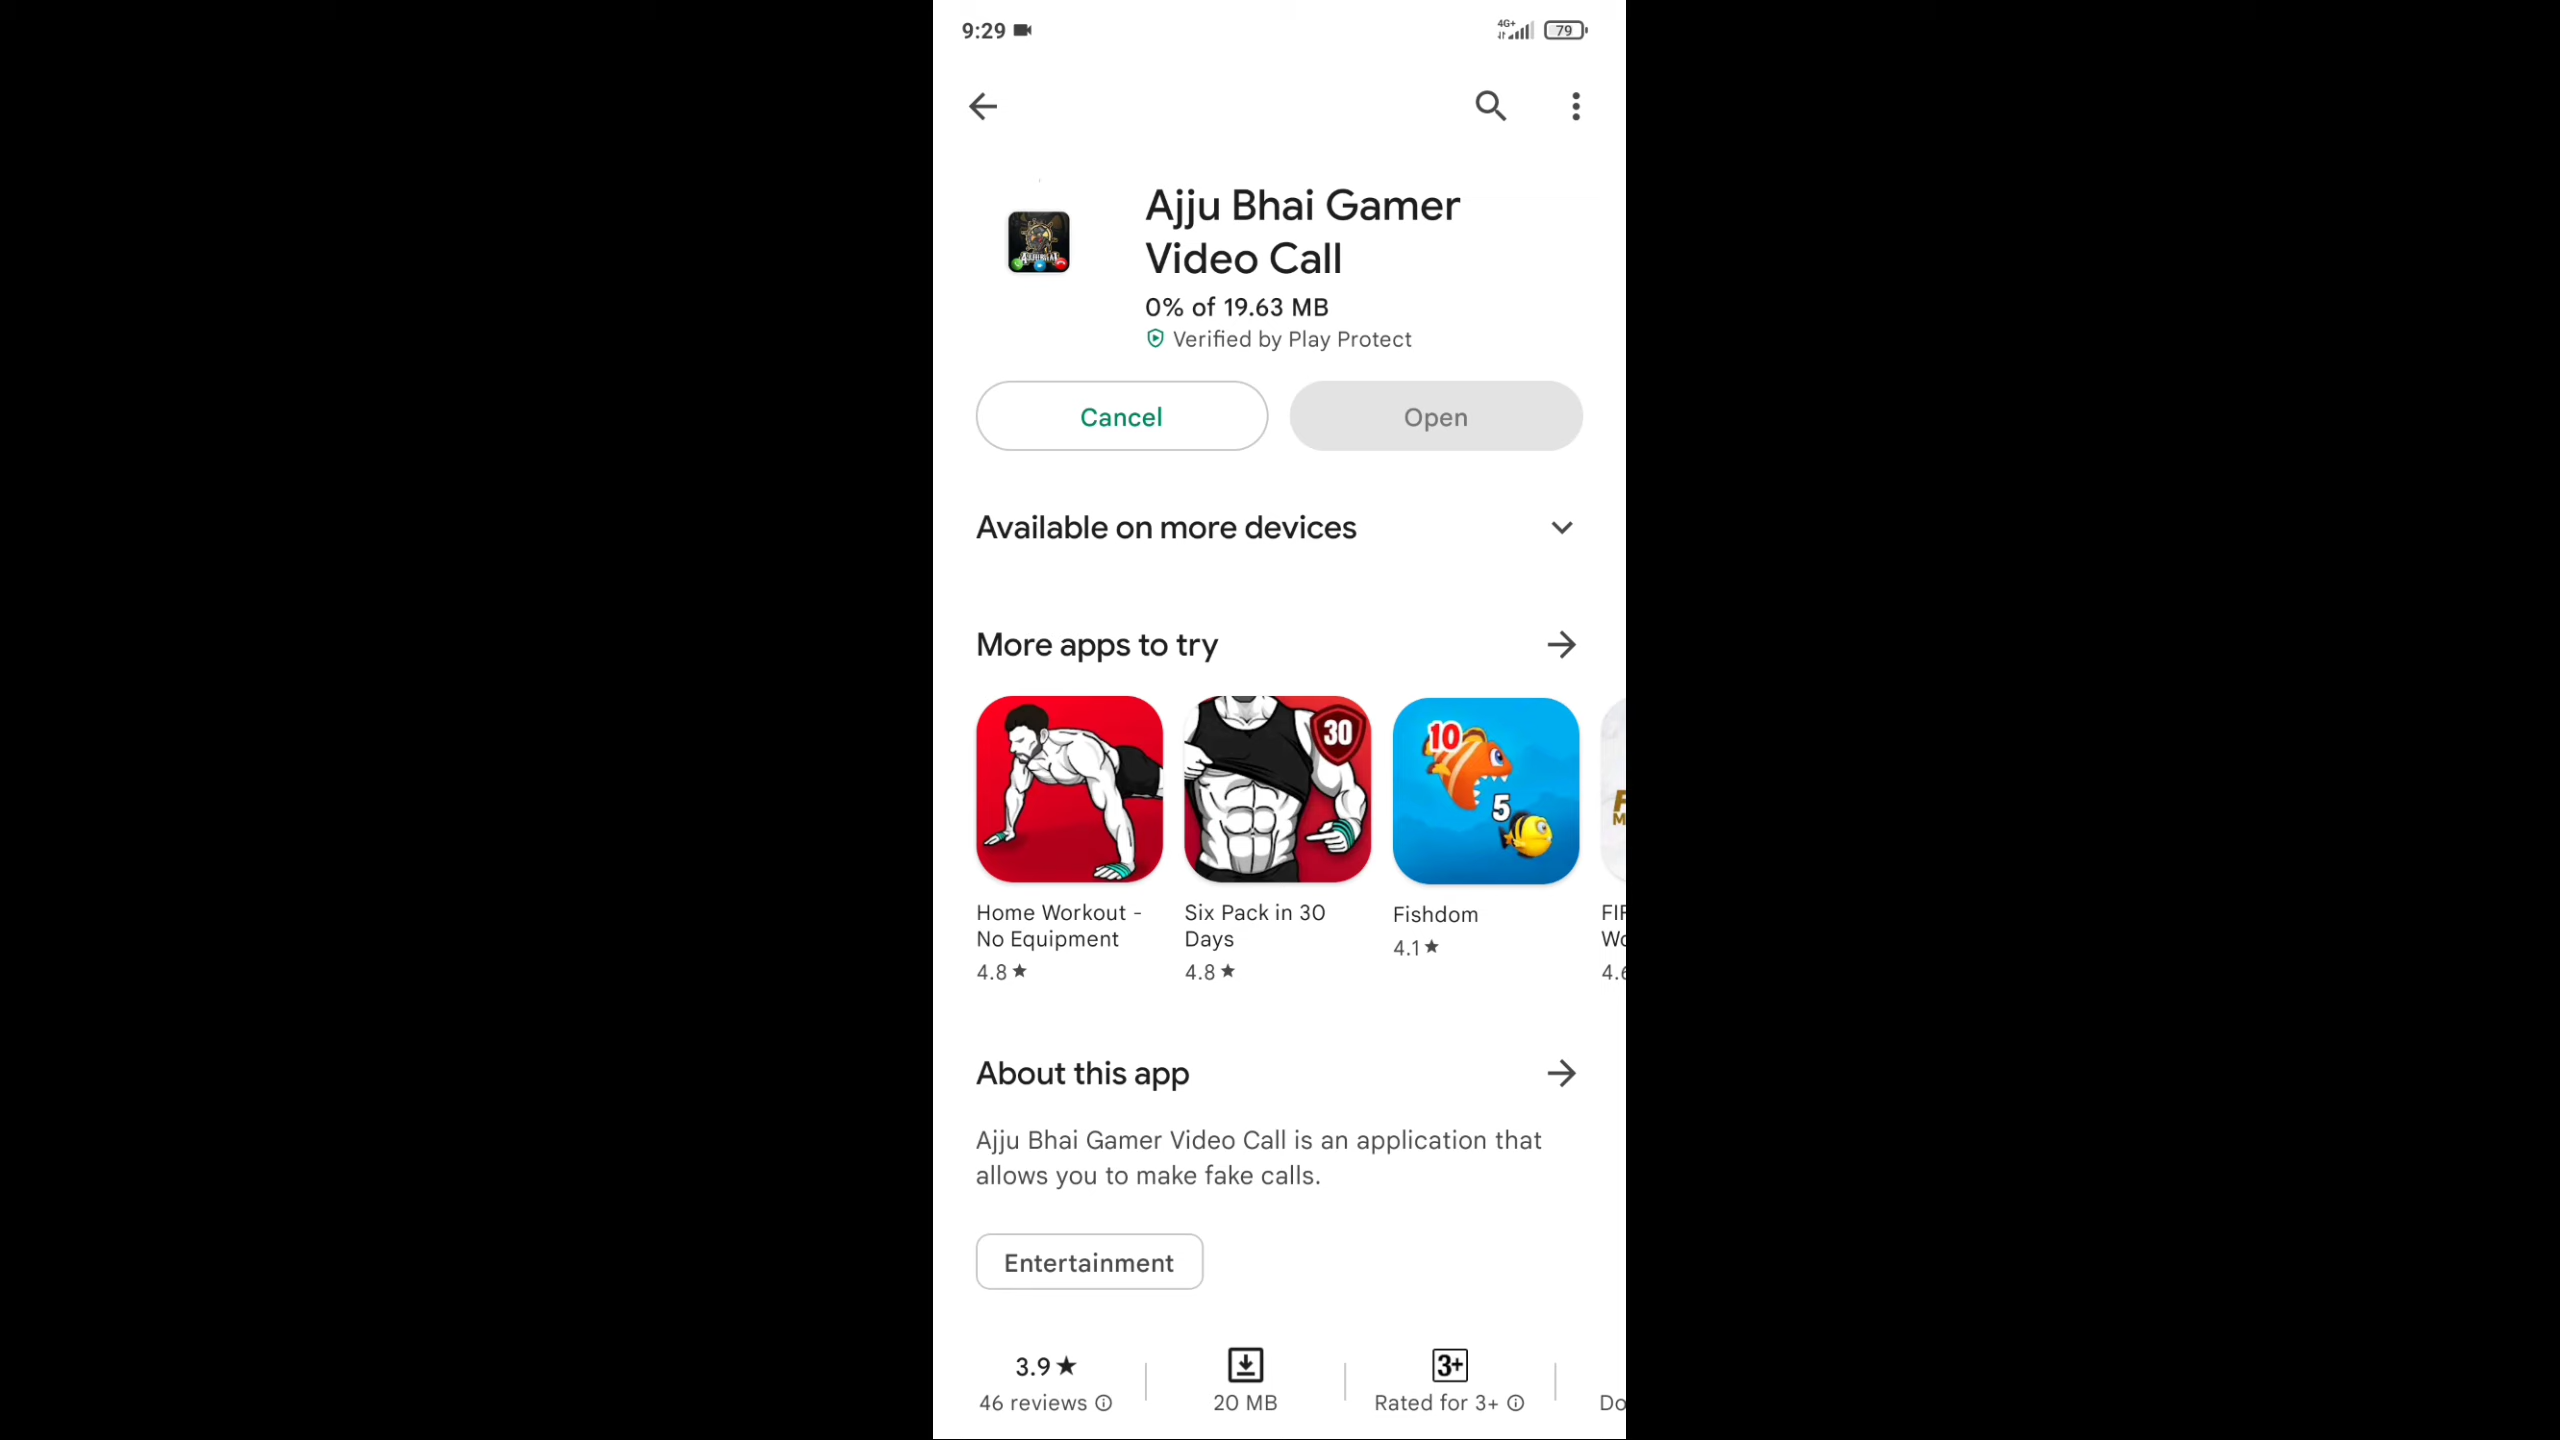 9:29
4G+
79
Ajju Bhai Gamer
Video Call
0% of 19.63 MB
Verified by Play Protect
Cancel
Open
Available on more devices
More apps to try
30
10
5
Home Workout -
No Equipment
4.8 ★
Six Pack in 30
Days
4.8 ★
Fishdom
4.1 ★
About this app
Ajju Bhai Gamer Video Call is an application that
allows you to make fake calls.
Entertainment
3.9 ★
46 reviews
20 MB
3+
Rated for 3+